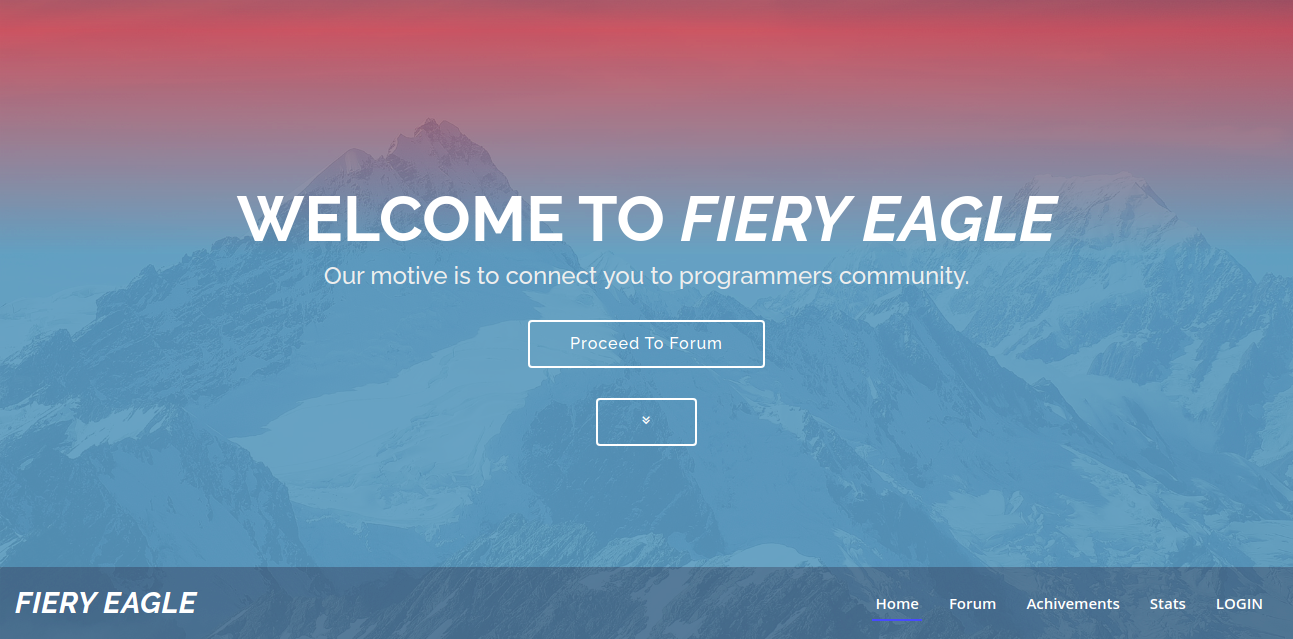 WELCOME TO FIERY EAGLE
Our motive is to connect you to programmers community.
Proceed To Forum
FIERY EAGLE
Home Forum Achivements Stats LOGIN